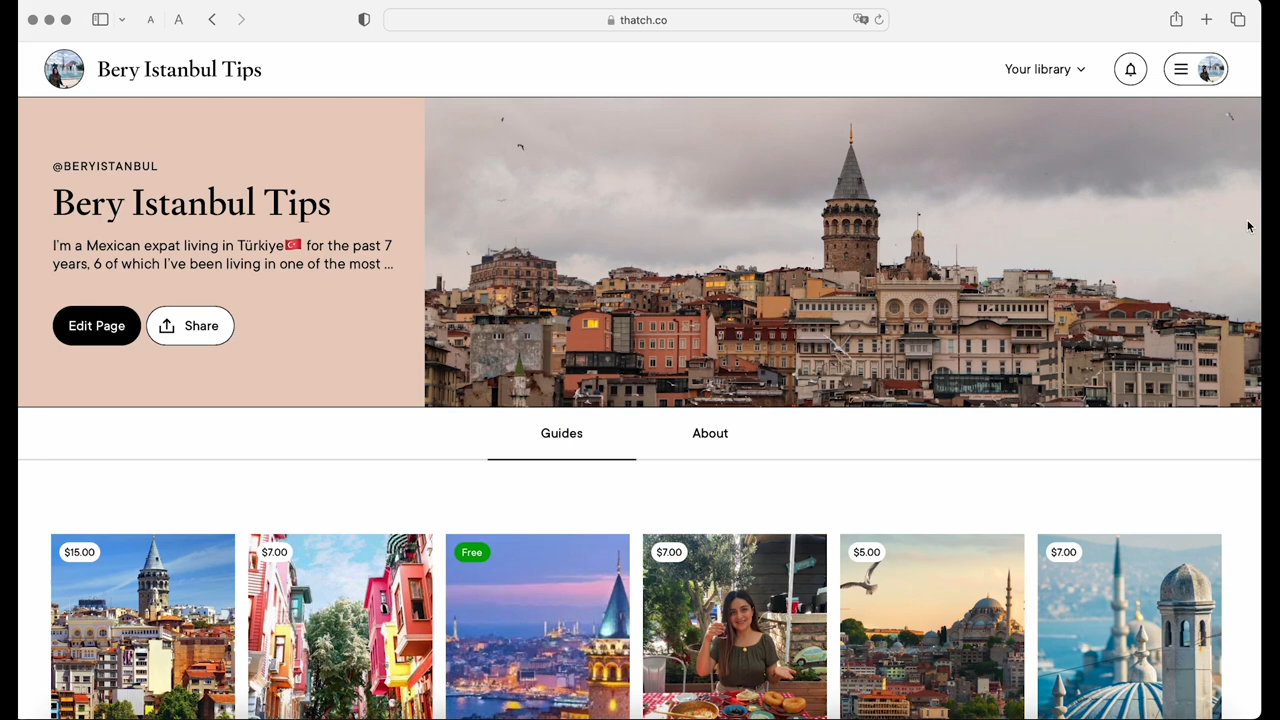 A A
thatch.co
Bery Istanbul Tips
Your library
@BERYISTANBUL
Bery Istanbul Tips
I'm a Mexican expat living in Türkiye🇹🇷 for the past 7
years, 6 of which I've been living in one of the most ...
Edit Page
Share
Guides
About
$15.00
$7.00
Free
$7.00
$5.00
$7.00